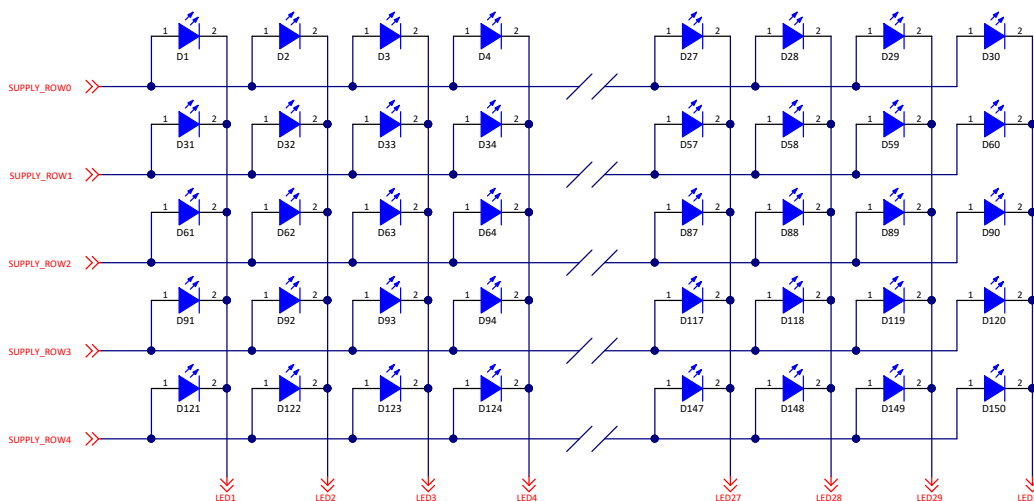 1 2 1 2 1 2 1 2 1 2 1 2 1 2 1 2
D1 D2 D3 D4 D27 D28 D29 D30
SUPPLY_ROW0
1 2 1 2 1 2 1 2 1 2 1 2 1 2 1 2
D31 D32 D33 D34 D57 D58 D59 D60
SUPPLY_ROW1
1 2 1 2 1 2 1 2 1 2 1 2 1 2 1 2
D61 D62 D63 D64 D87 D88 D89 D90
SUPPLY_ROW2
1 2 1 2 1 2 1 2 1 2 1 2 1 2 1 2
D91 D92 D93 D94 D117 D118 D119 D120
SUPPLY_ROW3
1 2 1 2 1 2 1 2 1 2 1 2 1 2 1 2
D121 D122 D123 D124 D147 D148 D149 D150
SUPPLY_ROW4
LED1 LED2 LED3 LED4 LED27 LED28 LED29